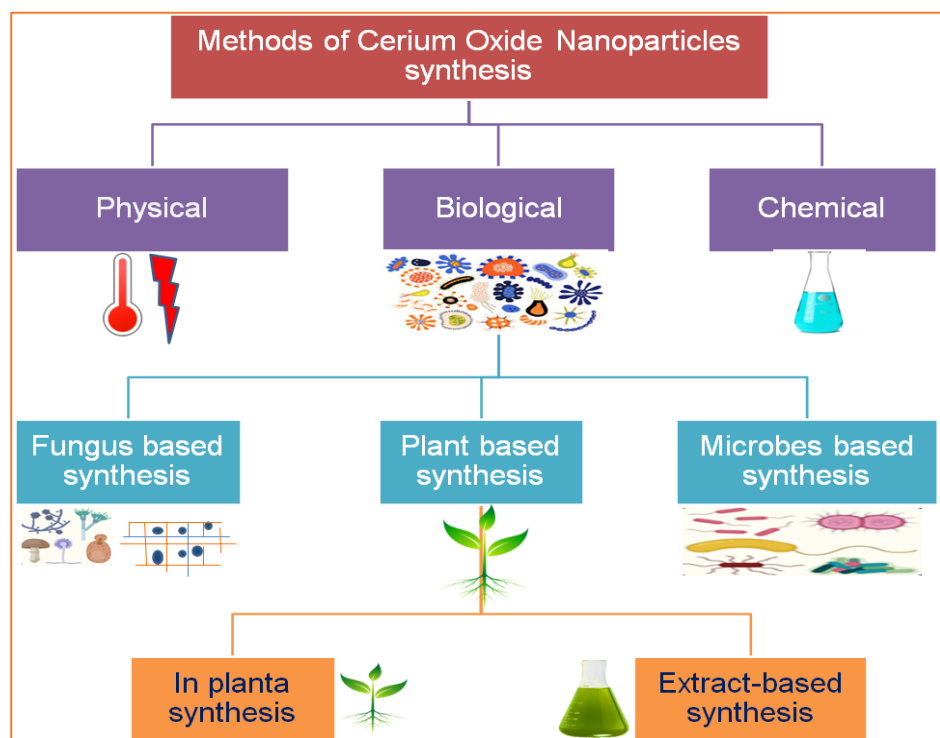 Methods of Cerium Oxide Nanoparticles
synthesis
Physical
Biological
Chemical
Fungus based
synthesis
Plant based
synthesis
Microbes based
synthesis
In planta
synthesis
Extract-based
synthesis